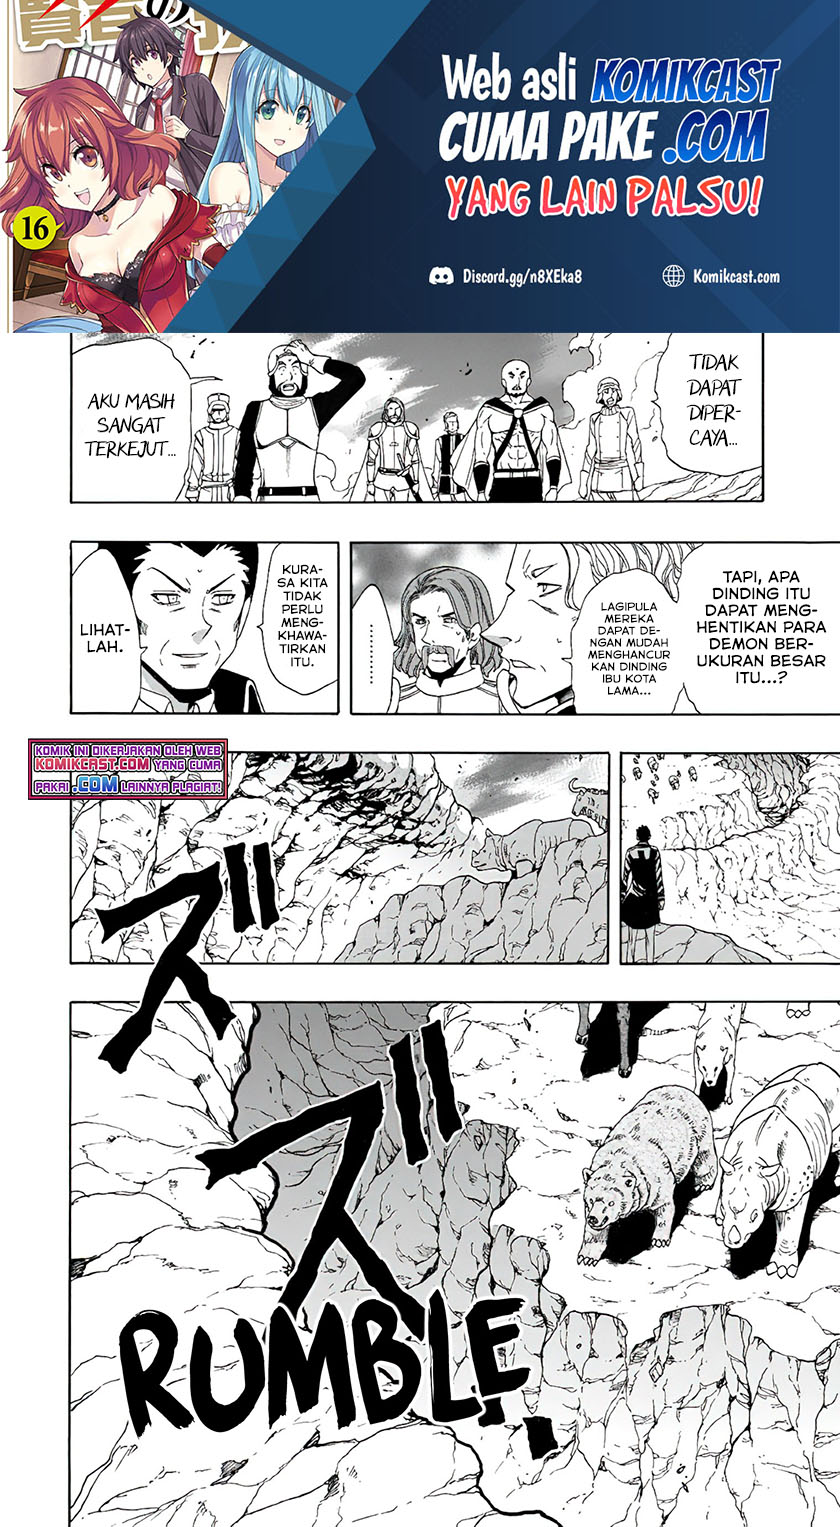 賢者の
16
Web asli KOMIKCAST
CUMA PAKE .COM
YANG LAIN PALSU!
Discord.gg/n8XEka8
Komikcast.com
TIDAK
DAPAT
DIPER-
CAYA...
AKU MASIH
SANGAT
TERKEJUT...
TAPI, APA
DINDING ITU
DAPAT MENG-
HENTIKAN PARA
DEMON BER-
UKURAN BESAR
ITU...?
LAGIPULA
MEREKA
DAPAT DE-
NGAN MUDAH
MENGHANCUR
KAN DINDING
IBU KOTA
LAMA...
.........
KURA-
SA KITA
TIDAK
PERLU
MENG-
KHAWA-
TIRKAN
ITU.
LIHAT-
LAH.
KOMIK INI DIKERJAKAN OLEH WEB
KOMIKCAST.COM YANG CUMA
PAKAI .COM LAINNYA PLAGIAT!
ズ
ズ
RUMBLE..